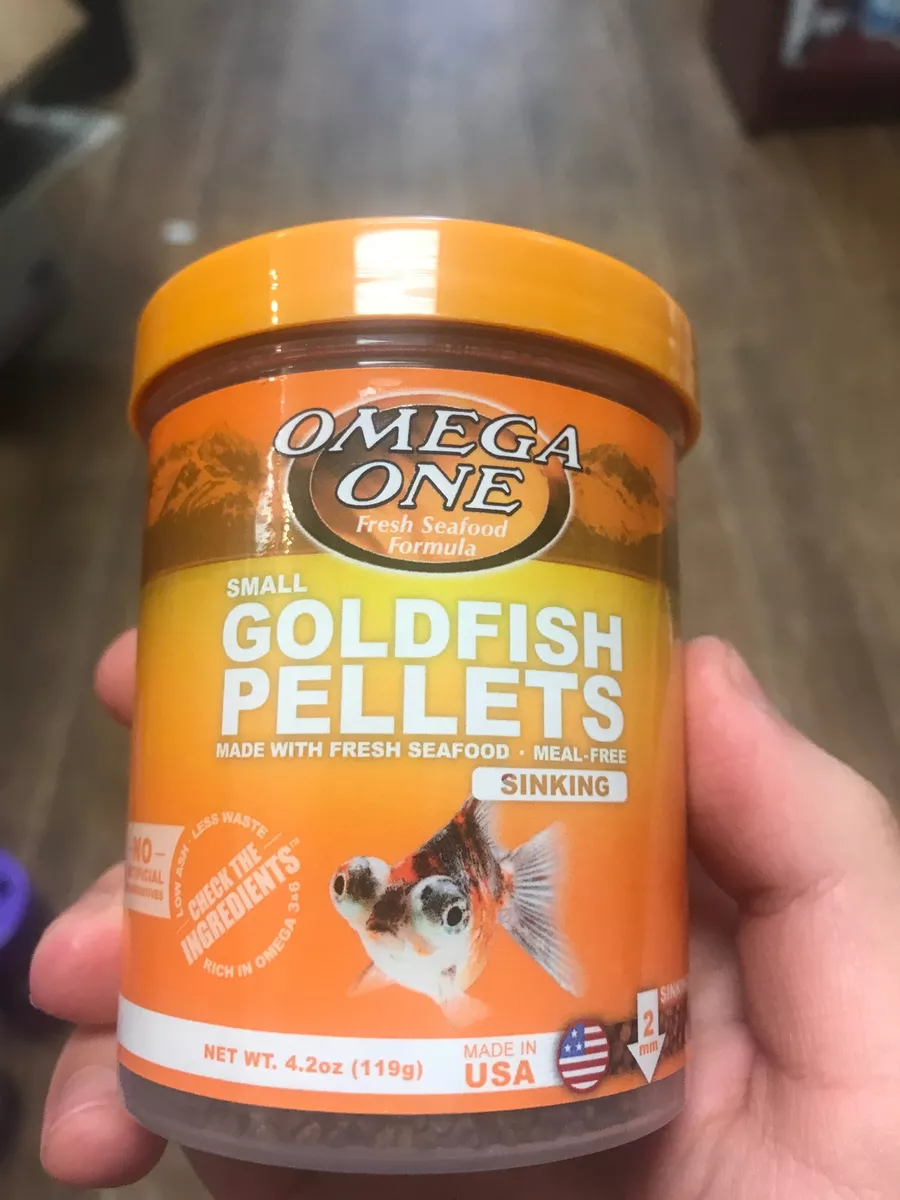 OMEGA
ONE
Fresh Seafood
Formula
SMALL
GOLDFISH
PELLETS
MADE WITH FRESH SEAFOOD · MEAL-FREE
SINKING
NO
LOW ASH · LESS WASTE
CHECK THE
INGREDIENTS™
RICH IN OMEGA 3&6
NET WT. 4.2oz (119g)
MADE IN
USA
2
mm